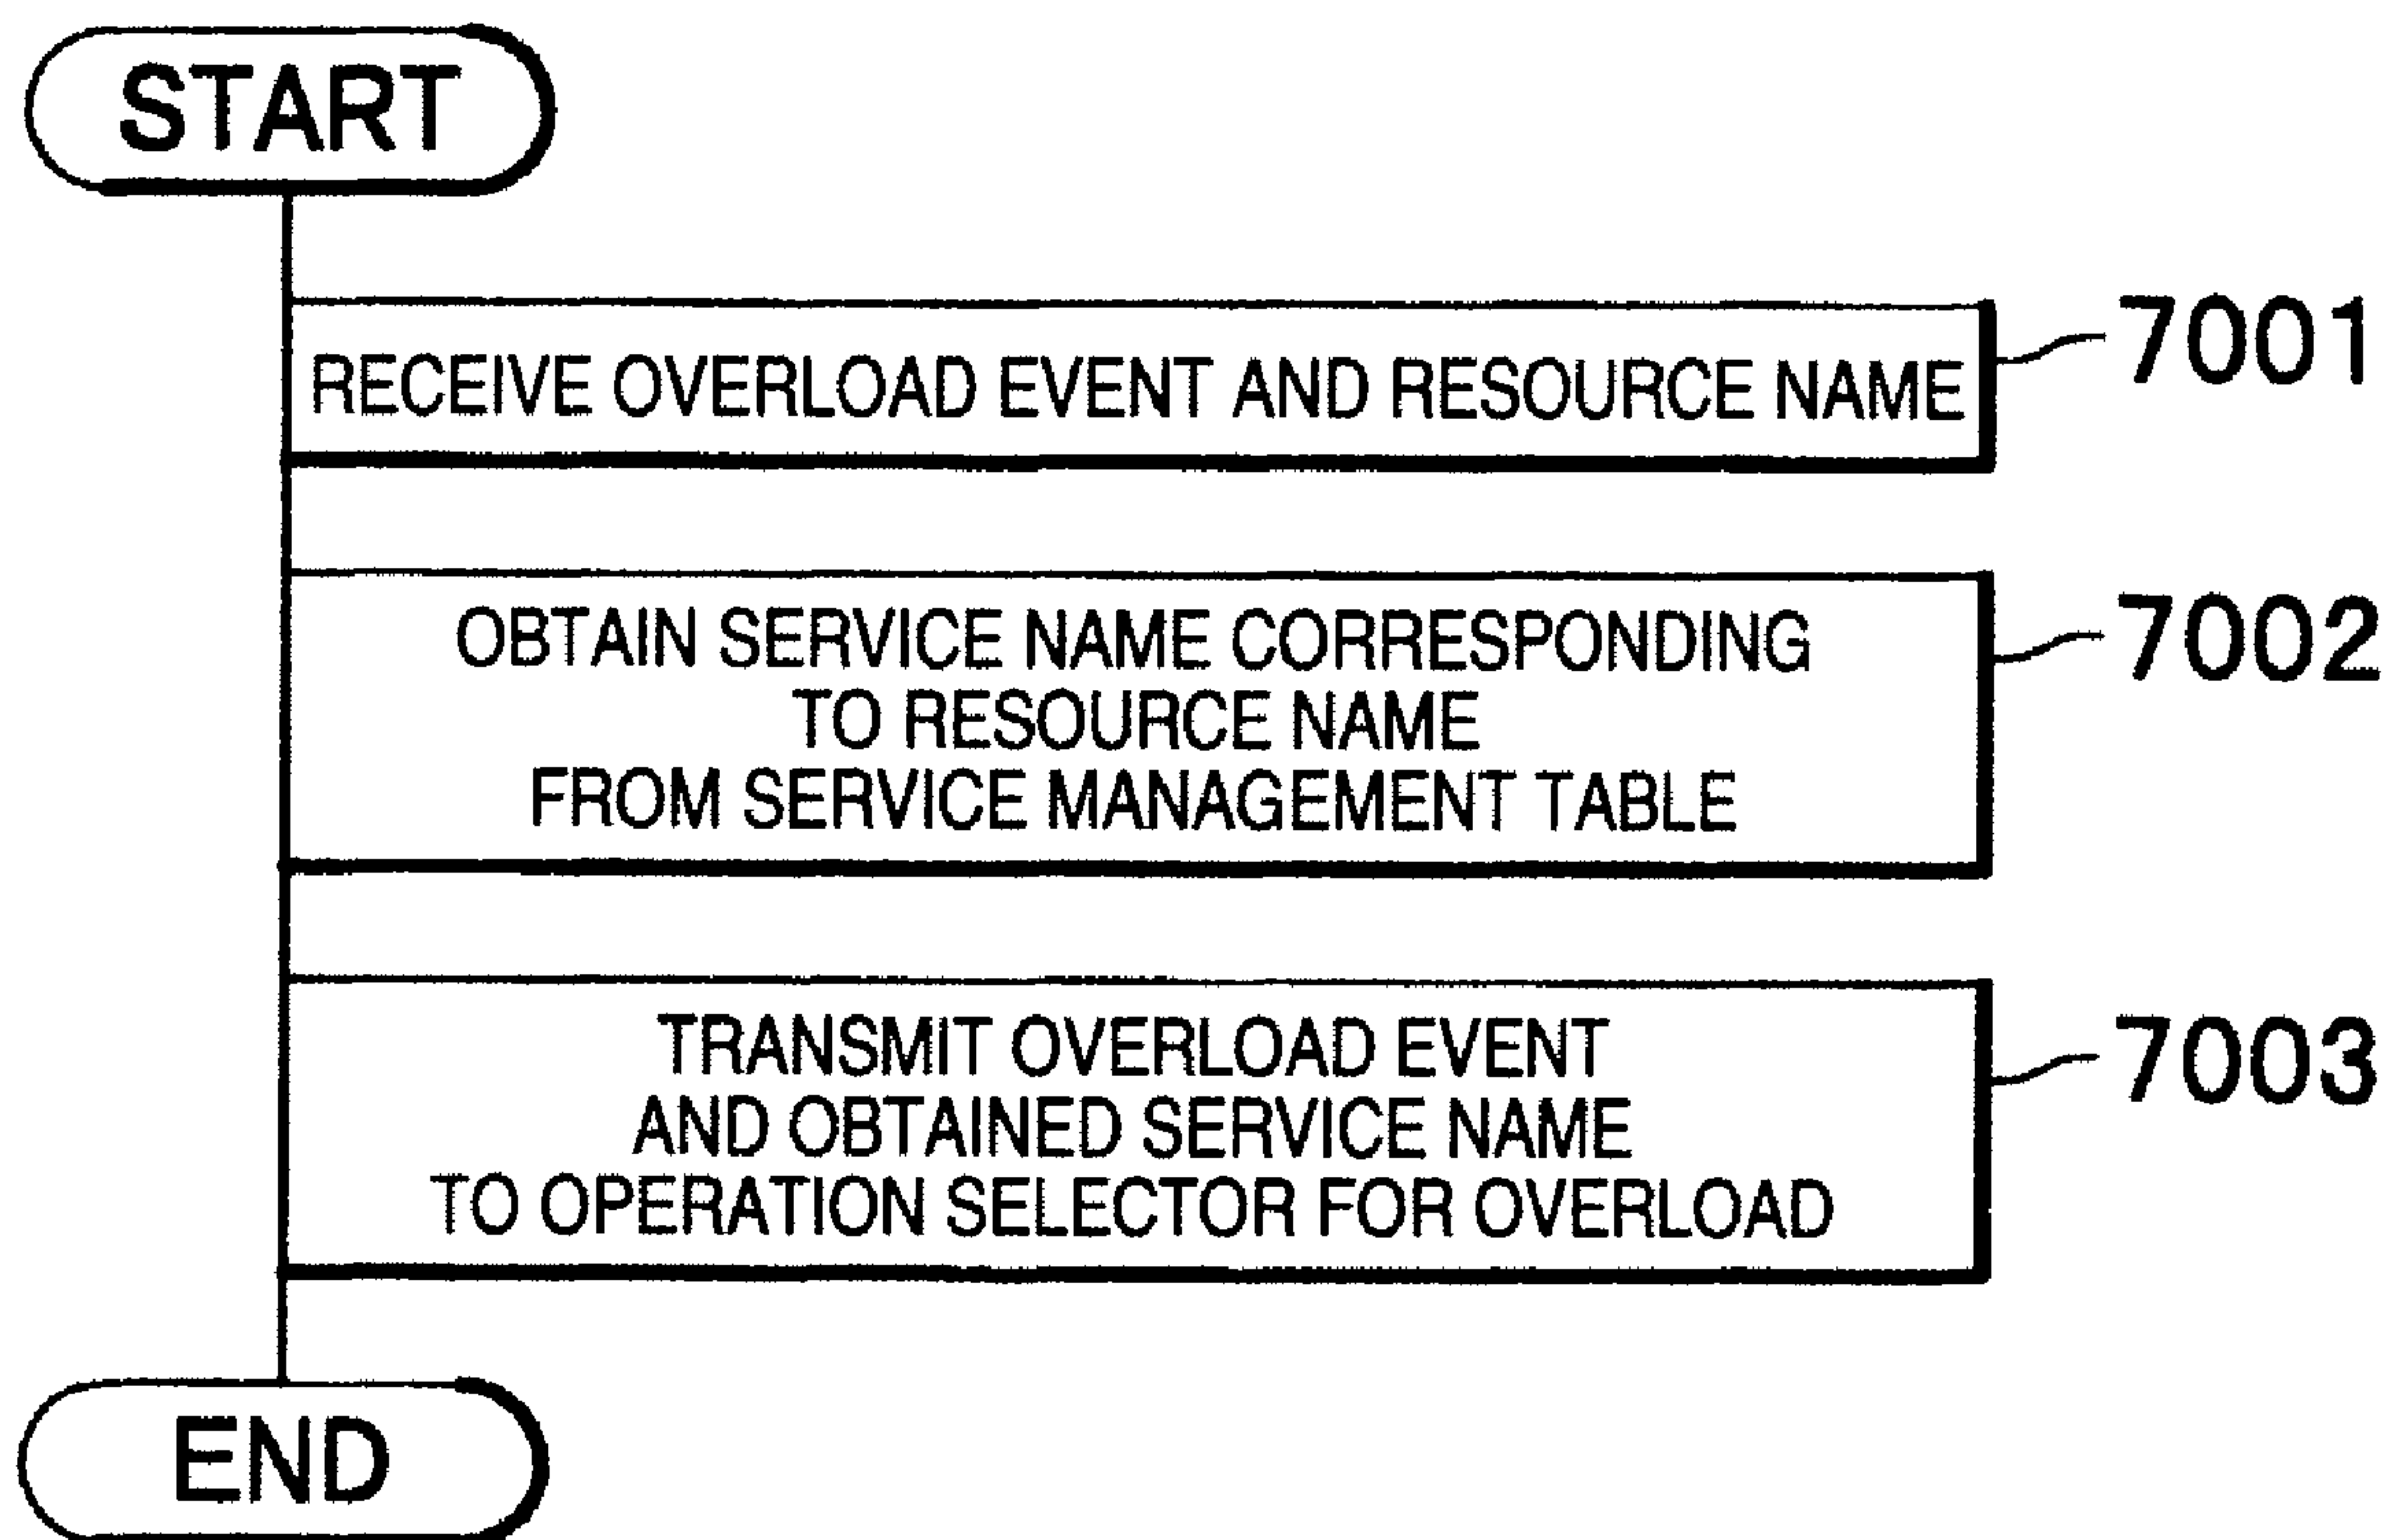 START
RECEIVE OVERLOAD EVENT AND RESOURCE NAME
7001
OBTAIN SERVICE NAME CORRESPONDING
TO RESOURCE NAME
FROM SERVICE MANAGEMENT TABLE
7002
TRANSMIT OVERLOAD EVENT
AND OBTAINED SERVICE NAME
TO OPERATION SELECTOR FOR OVERLOAD
7003
END